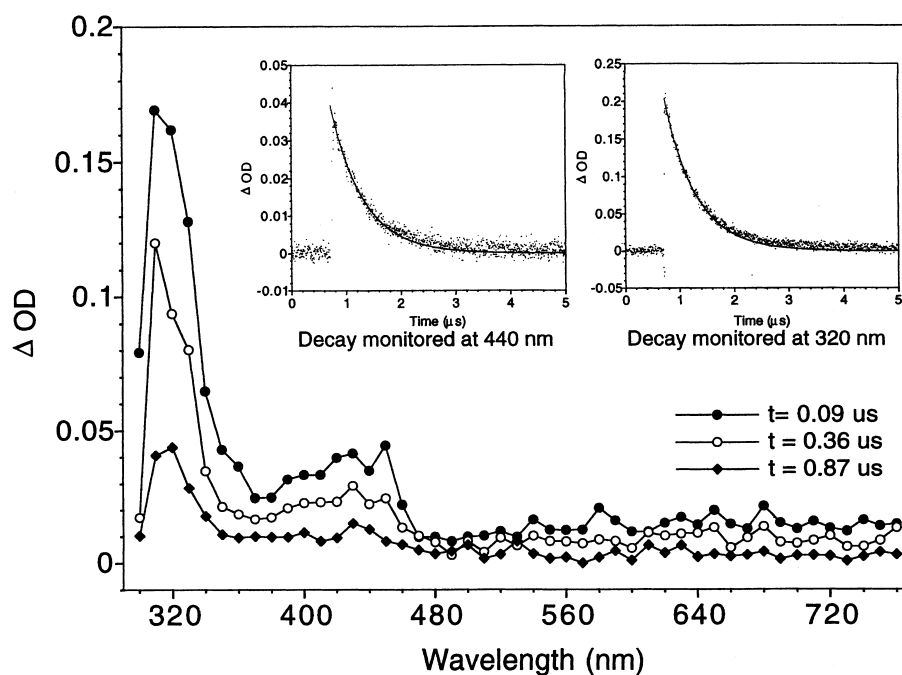 0.2
0.15
0.1
0.05
0
Δ OD
320 400 480 560 640 720
Wavelength (nm)
0.05
0.04
0.03
0.02
0.01
0.00
-0.01
Δ OD
0 1 2 3 4 5
Time (μs)
Decay monitored at 440 nm
0.25
0.20
0.15
0.10
0.05
0.00
-0.05
Δ OD
0 1 2 3 4 5
Time (μs)
Decay monitored at 320 nm
t= 0.09 us
t = 0.36 us
t = 0.87 us